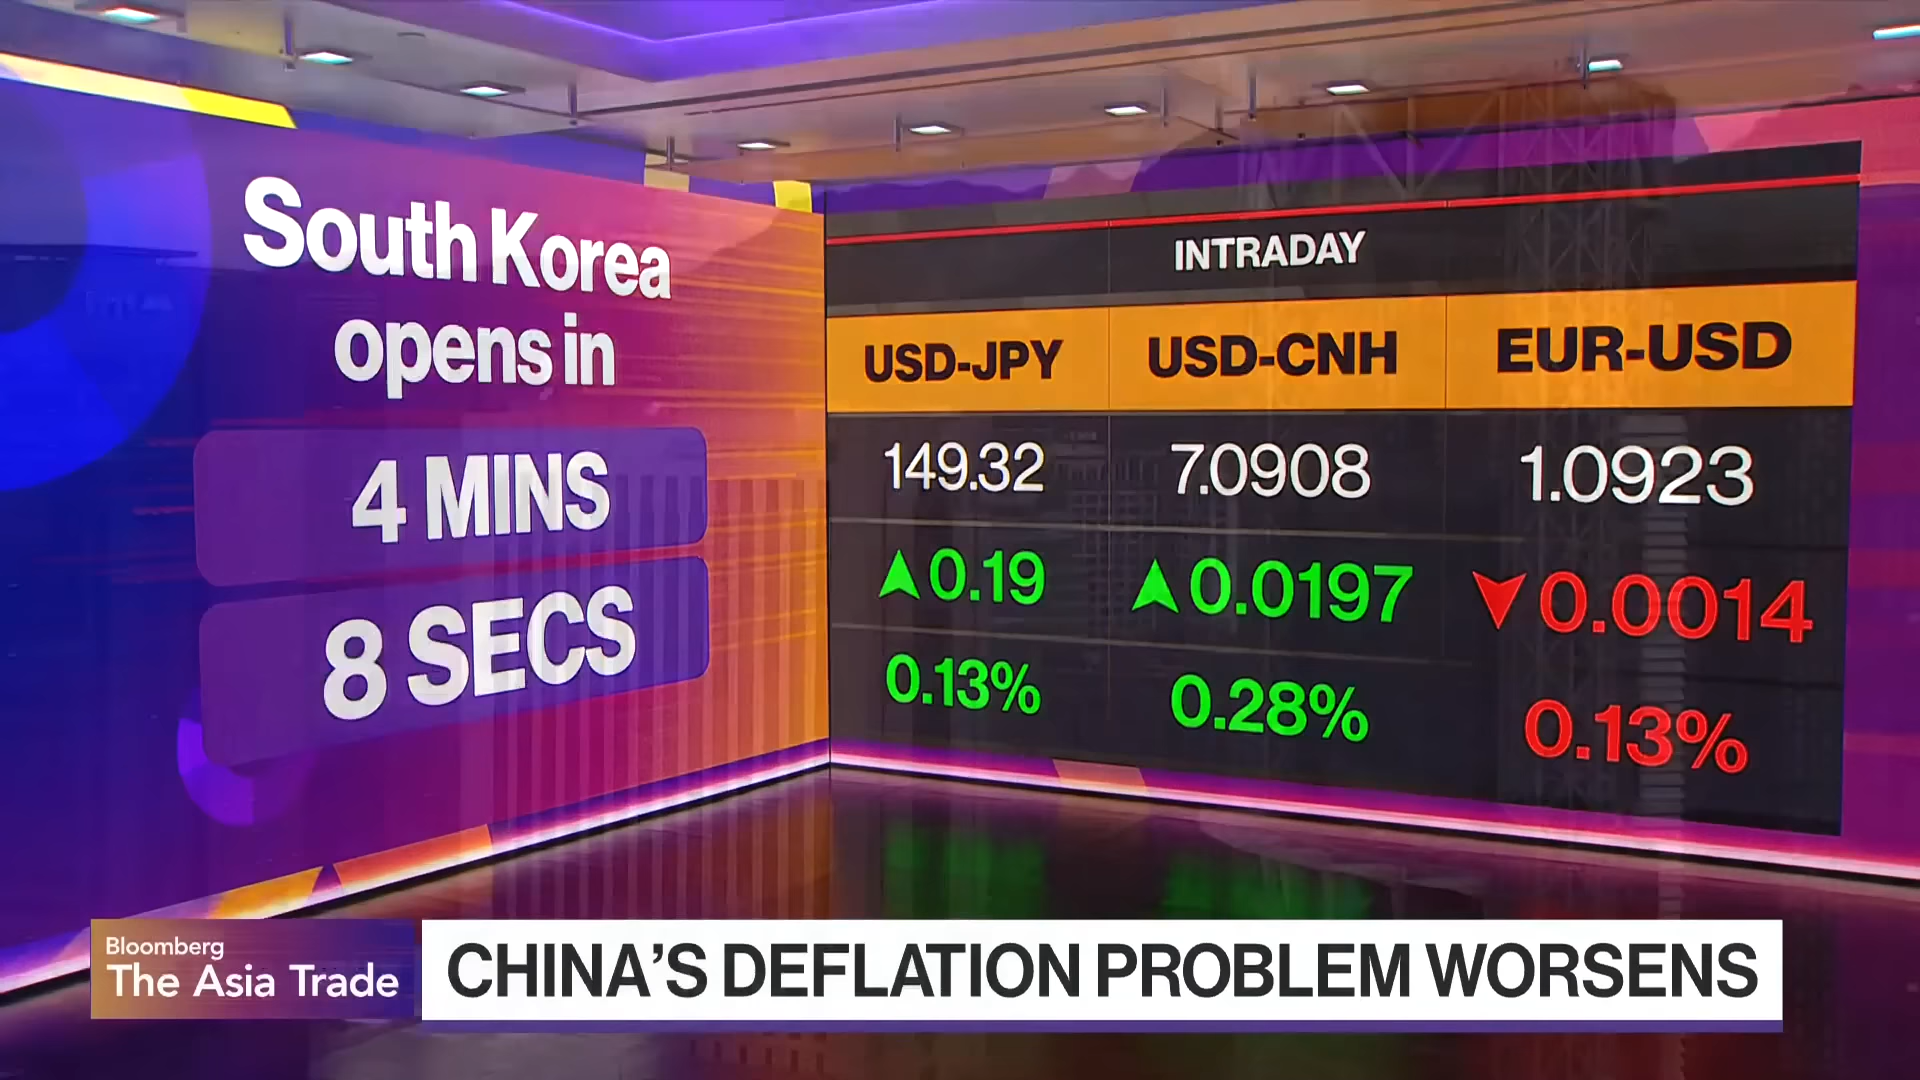 South Korea
opens in
4 MINS
8 SECS
INTRADAY
USD-JPY USD-CNH EUR-USD
149.32 7.0908 1.0923
▲0.19 ▲0.0197 ▼0.0014
0.13% 0.28% 0.13%
Bloomberg
The Asia Trade
CHINA’S DEFLATION PROBLEM WORSENS